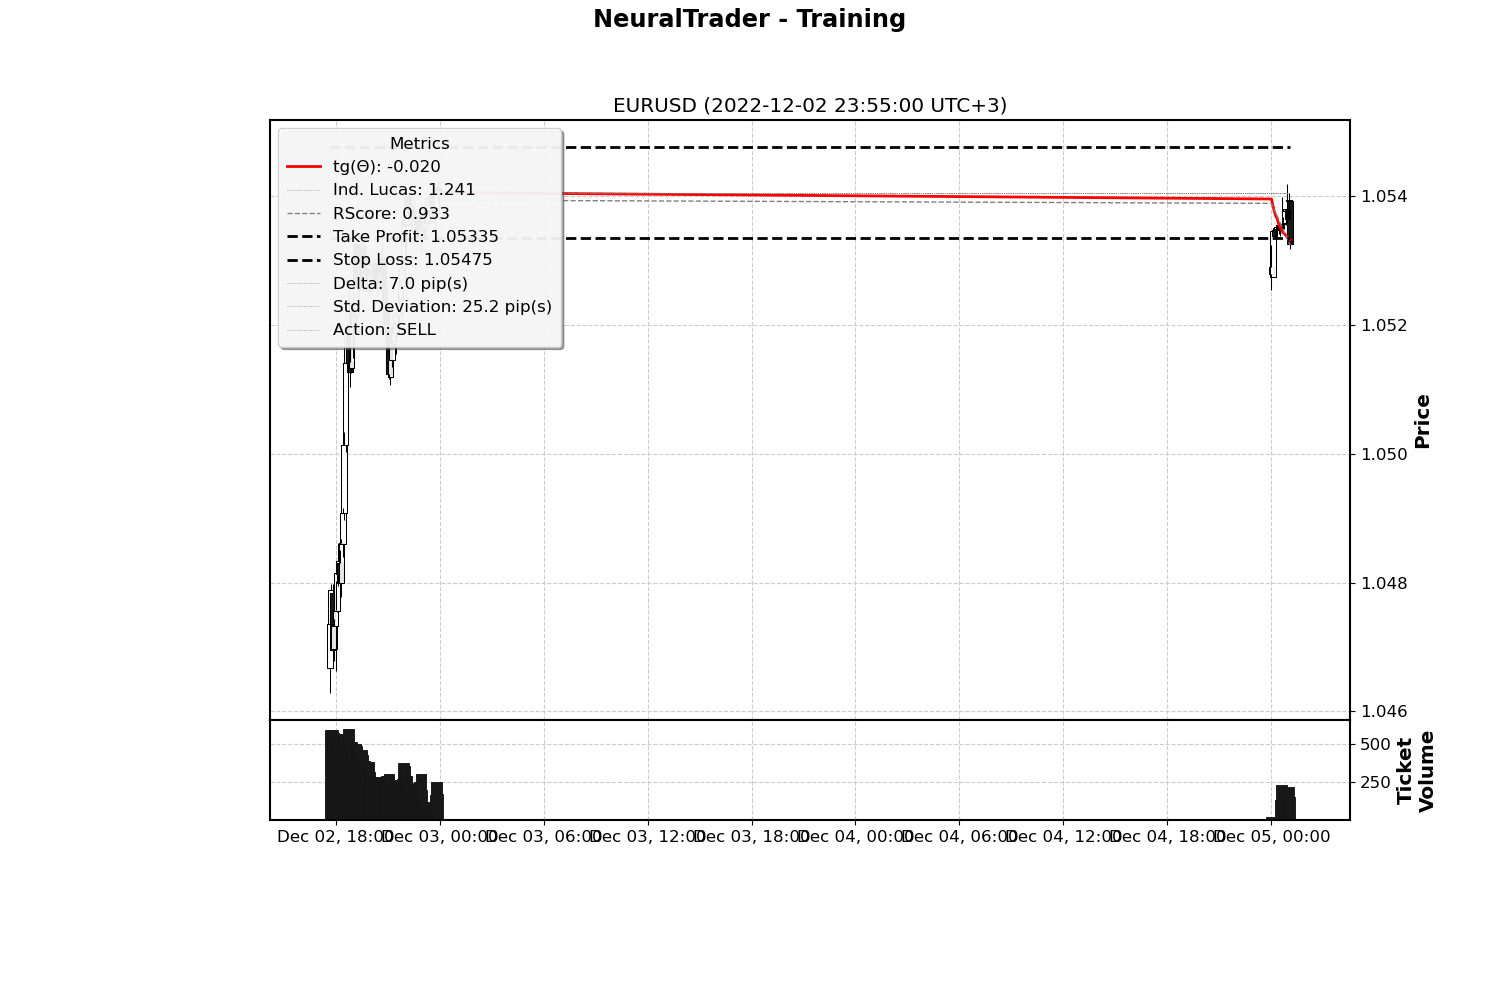 NeuralTrader - Training
EURUSD (2022-12-02 23:55:00 UTC+3)
Metrics
tg(Θ): -0.020
Ind. Lucas: 1.241
RScore: 0.933
Take Profit: 1.05335
Stop Loss: 1.05475
Delta: 7.0 pip(s)
Std. Deviation: 25.2 pip(s)
Action: SELL
1.054
1.052
1.050
1.048
1.046
Price
500
250
Ticket
Volume
Dec 02, 18:00
Dec 03, 00:00
Dec 03, 06:00
Dec 03, 12:00
Dec 03, 18:00
Dec 04, 00:00
Dec 04, 06:00
Dec 04, 12:00
Dec 04, 18:00
Dec 05, 00:00